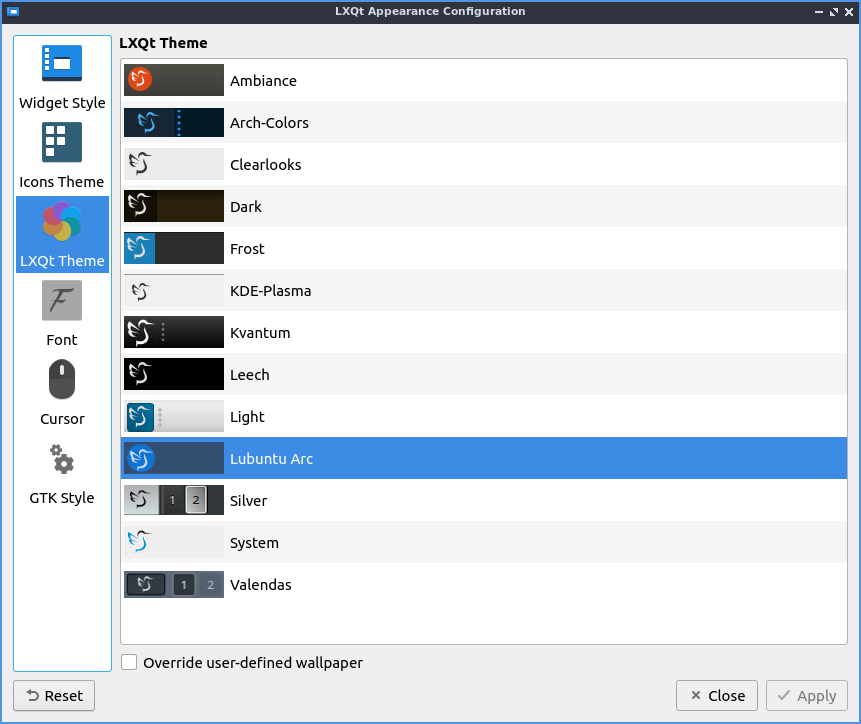 LXQt Appearance Configuration
Widget Style
Icons Theme
LXQt Theme
Font
Cursor
GTK Style
LXQt Theme
Ambiance
Arch-Colors
Clearlooks
Dark
Frost
KDE-Plasma
Kvantum
Leech
Light
Lubuntu Arc
1 2 Silver
System
1 2 Valendas
Override user-defined wallpaper
Reset
Close
Apply